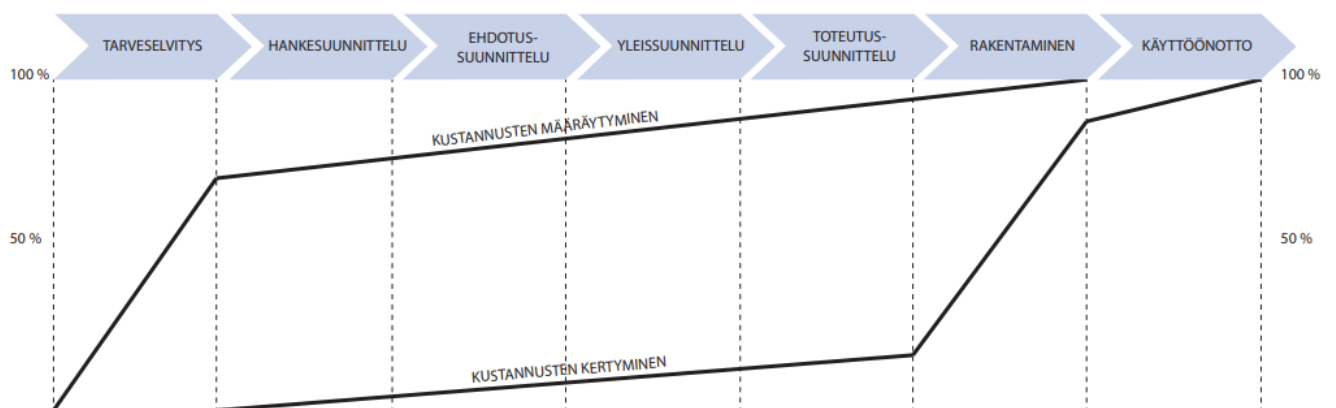 TARVESELVITYS
HANKESUUNNITTELU
EHDOTUS-
SUUNNITTELU
YLEISSUUNNITTELU
TOTEUTUS-
SUUNNITTELU
RAKENTAMINEN
KÄYTTÖÖNOTTO
100 %
100 %
KUSTANNUSTEN MÄÄRÄYTYMINEN
50 %
50 %
KUSTANNUSTEN KERTYMINEN